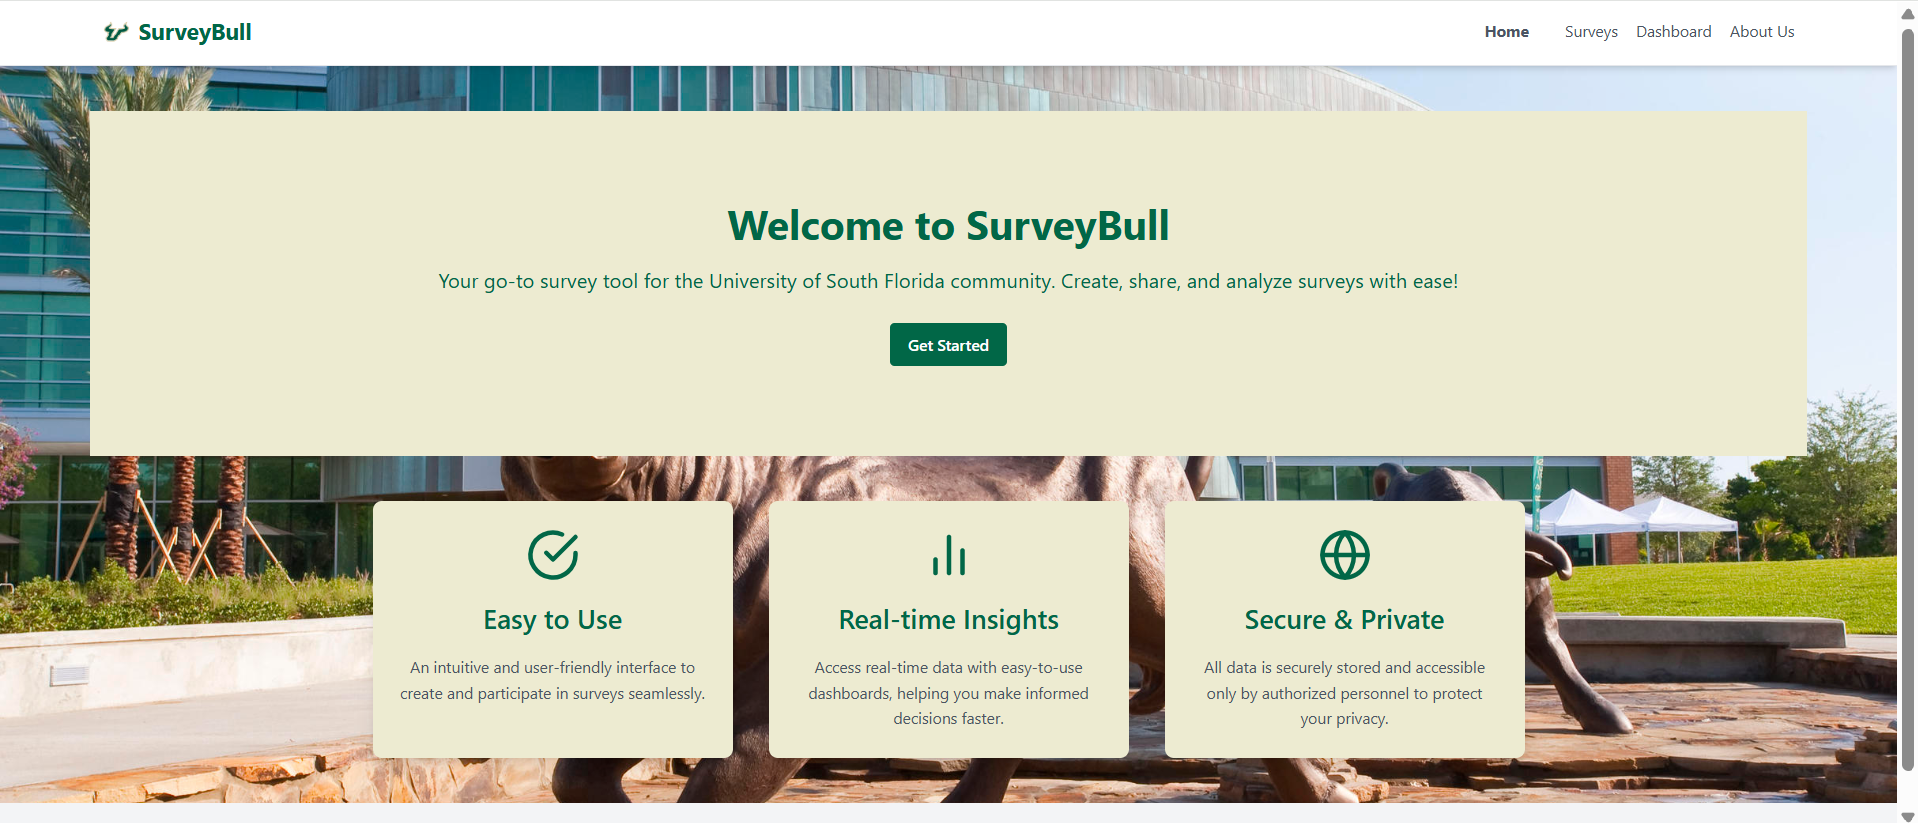 SurveyBull
Home Surveys Dashboard About Us
Welcome to SurveyBull
Your go-to survey tool for the University of South Florida community. Create, share, and analyze surveys with ease!
Get Started
Easy to Use
An intuitive and user-friendly interface to
create and participate in surveys seamlessly.
Real-time Insights
Access real-time data with easy-to-use
dashboards, helping you make informed
decisions faster.
Secure & Private
All data is securely stored and accessible
only by authorized personnel to protect
your privacy.